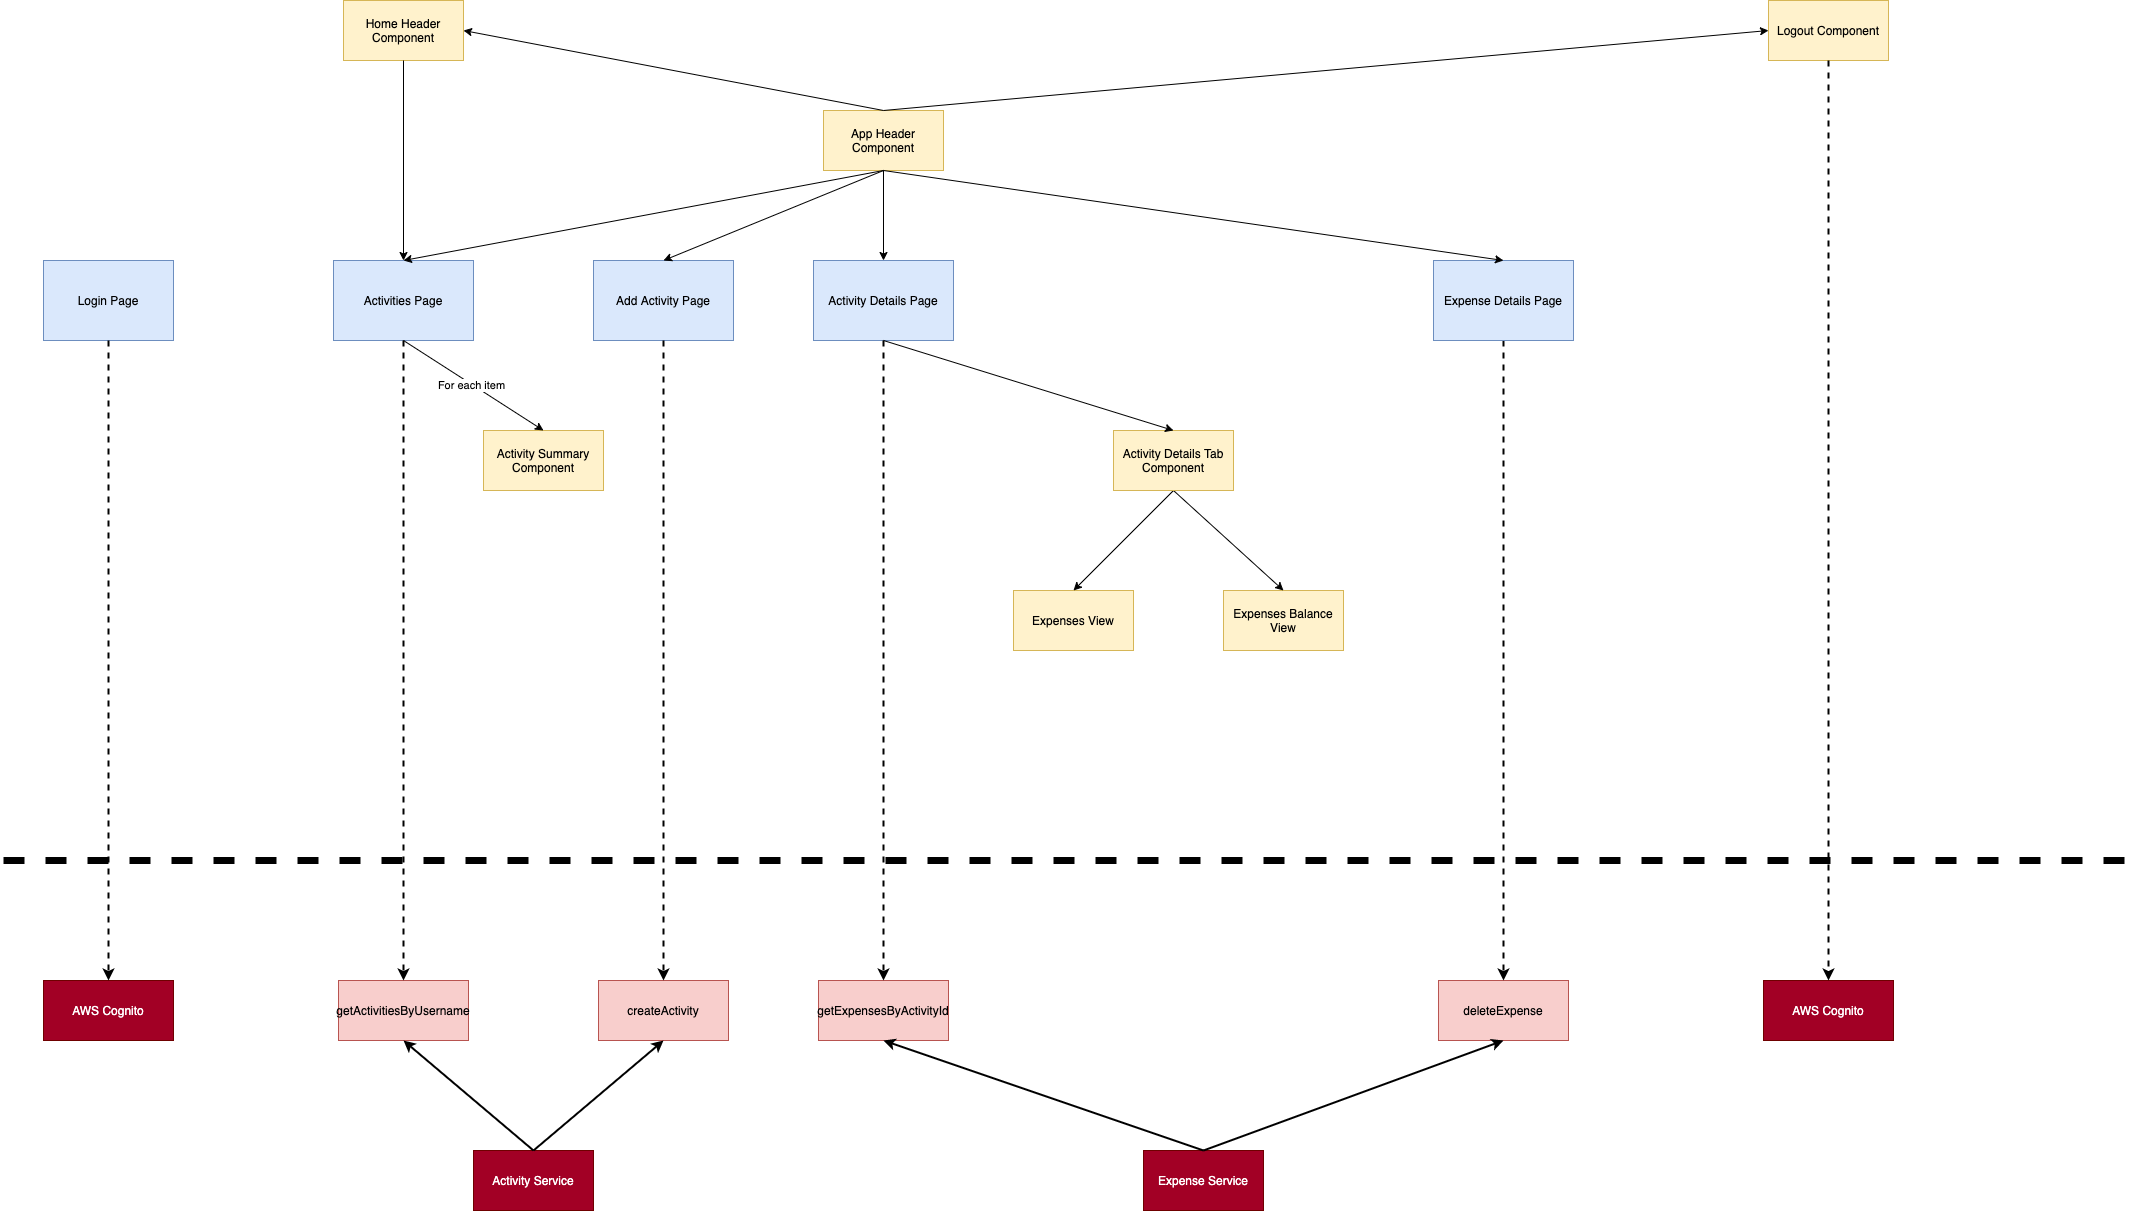 Home Header
Component
Logout Component
App Header
Component
Login Page
Activities Page
Add Activity Page
Activity Details Page
Expense Details Page
For each item
Activity Summary
Component
Activity Details Tab
Component
Expenses View
Expenses Balance
View
AWS Cognito
getActivitiesByUsername
createActivity
getExpensesByActivityId
deleteExpense
AWS Cognito
Activity Service
Expense Service